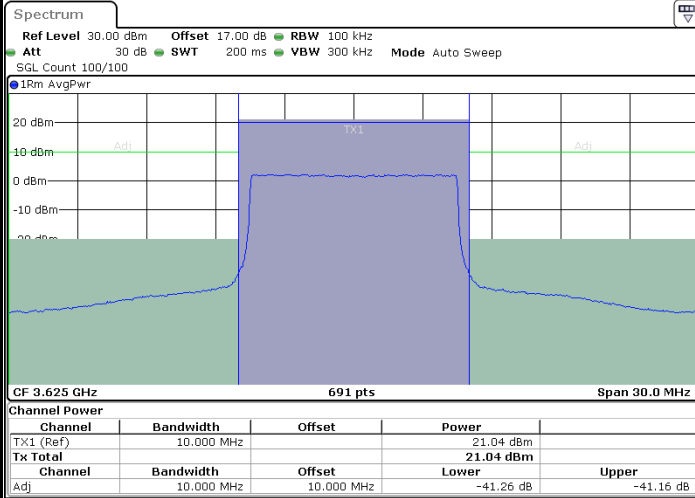 Spectrum
Ref Level 30.00 dBm Offset 17.00 dB RBW 100 kHz
Att 30 dB SWT 200 ms VBW 300 kHz Mode Auto Sweep
SGL Count 100/100
1Rm AvgPwr
20 dBm
TX1
Adj Adj
10 dBm
0 dBm
-10 dBm
-20 dBm
CF 3.625 GHz 691 pts Span 30.0 MHz
Channel Power
Channel Bandwidth Offset Power
TX1 (Ref) 10.000 MHz 21.04 dBm
Tx Total 21.04 dBm
Channel Bandwidth Offset Lower Upper
Adj 10.000 MHz 10.000 MHz -41.26 dB -41.16 dB